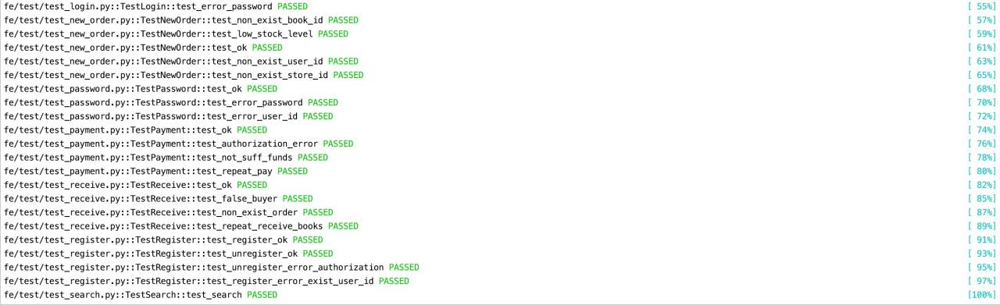 fe/test/test_login.py::TestLogin::test_error_password PASSED [ 55%]
fe/test/test_new_order.py::TestNewOrder::test_non_exist_book_id PASSED [ 57%]
fe/test/test_new_order.py::TestNewOrder::test_low_stock_level PASSED [ 59%]
fe/test/test_new_order.py::TestNewOrder::test_ok PASSED [ 61%]
fe/test/test_new_order.py::TestNewOrder::test_non_exist_user_id PASSED [ 63%]
fe/test/test_new_order.py::TestNewOrder::test_non_exist_store_id PASSED [ 65%]
fe/test/test_password.py::TestPassword::test_ok PASSED [ 68%]
fe/test/test_password.py::TestPassword::test_error_password PASSED [ 70%]
fe/test/test_password.py::TestPassword::test_error_user_id PASSED [ 72%]
fe/test/test_payment.py::TestPayment::test_ok PASSED [ 74%]
fe/test/test_payment.py::TestPayment::test_authorization_error PASSED [ 76%]
fe/test/test_payment.py::TestPayment::test_not_suff_funds PASSED [ 78%]
fe/test/test_payment.py::TestPayment::test_repeat_pay PASSED [ 80%]
fe/test/test_receive.py::TestReceive::test_ok PASSED [ 82%]
fe/test/test_receive.py::TestReceive::test_false_buyer PASSED [ 85%]
fe/test/test_receive.py::TestReceive::test_non_exist_order PASSED [ 87%]
fe/test/test_receive.py::TestReceive::test_repeat_receive_books PASSED [ 89%]
fe/test/test_register.py::TestRegister::test_register_ok PASSED [ 91%]
fe/test/test_register.py::TestRegister::test_unregister_ok PASSED [ 93%]
fe/test/test_register.py::TestRegister::test_unregister_error_authorization PASSED [ 95%]
fe/test/test_register.py::TestRegister::test_register_error_exist_user_id PASSED [ 97%]
fe/test/test_search.py::TestSearch::test_search PASSED [100%]